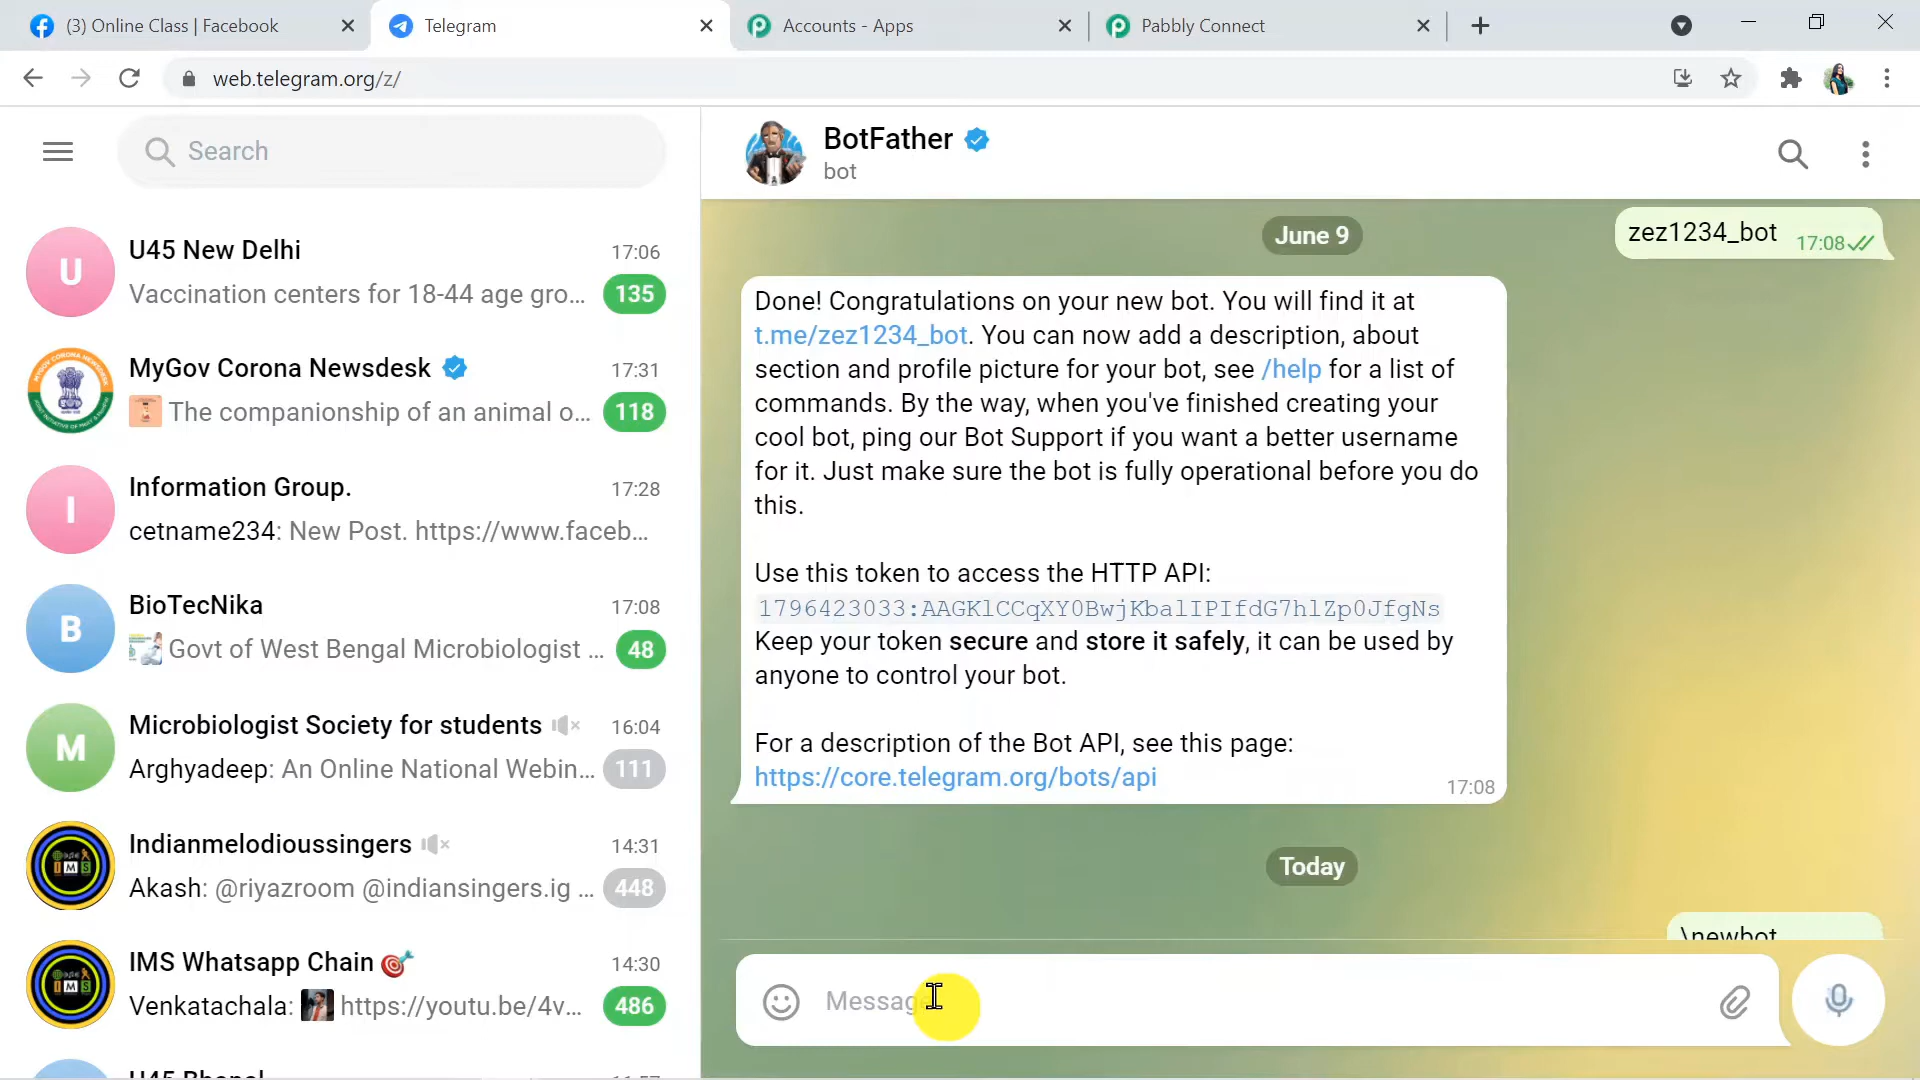 (3) Online Class | Facebook
Telegram
Accounts - Apps
Pabbly Connect
web.telegram.org/z/
Search
U45 New Delhi
17:06
Vaccination centers for 18-44 age gro...
135
MyGov Corona Newsdesk
17:31
The companionship of an animal o...
118
Information Group.
17:28
cetname234: New Post. https://www.faceb...
BioTecNika
17:08
Govt of West Bengal Microbiologist ...
48
Microbiologist Society for students
16:04
Arghyadeep: An Online National Webin...
111
Indianmelodioussingers
14:31
Akash: @riyazroom @indiansingers.ig ...
448
IMS Whatsapp Chain
14:30
Venkatachala: https://youtu.be/4v...
486
U
I
B
M
BotFather
bot
June 9
zez1234_bot
17:08
Done! Congratulations on your new bot. You will find it at
t.me/zez1234_bot. You can now add a description, about
section and profile picture for your bot, see /help for a list of
commands. By the way, when you've finished creating your
cool bot, ping our Bot Support if you want a better username
for it. Just make sure the bot is fully operational before you do
this.
Use this token to access the HTTP API:
1796423033:AAGKlCCqXY0BwjKbalIPIfdG7hlZp0JfgNs
Keep your token secure and store it safely, it can be used by
anyone to control your bot.
For a description of the Bot API, see this page:
https://core.telegram.org/bots/api
17:08
Today
\newbot
Message